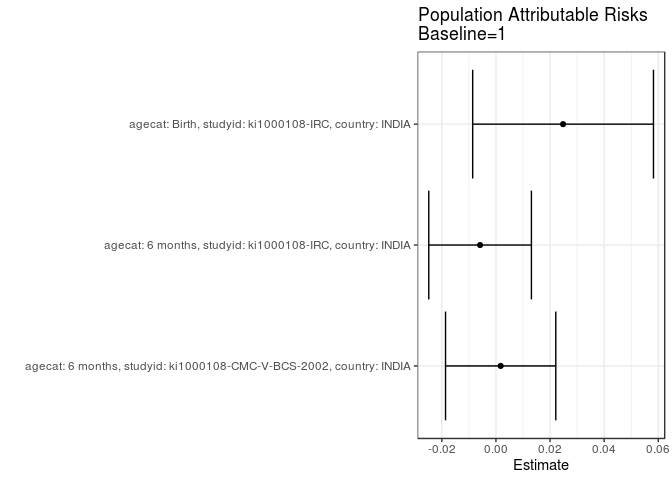 Population Attributable Risks
Baseline=1
agecat: Birth, studyid: ki1000108-IRC, country: INDIA
agecat: 6 months, studyid: ki1000108-IRC, country: INDIA
agecat: 6 months, studyid: ki1000108-CMC-V-BCS-2002, country: INDIA
-0.02 0.00 0.02 0.04 0.06
Estimate